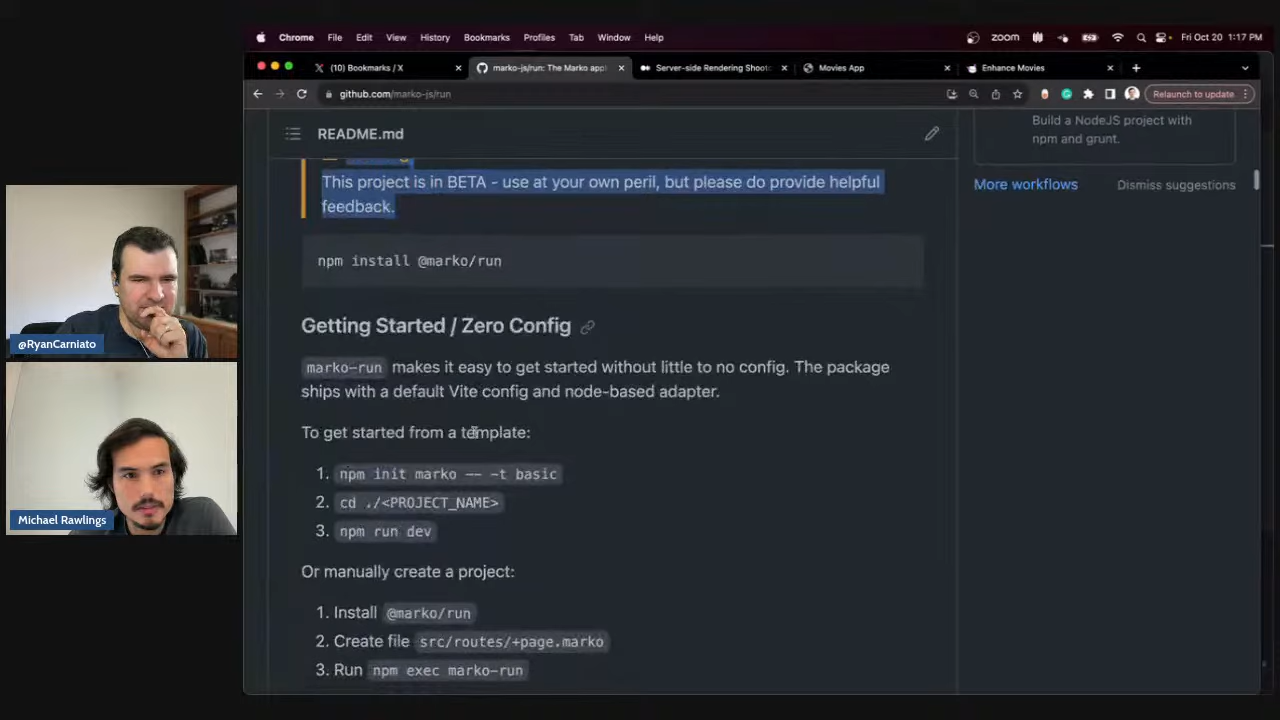 Chrome File Edit View History Bookmarks Profiles Tab Window Help
zoom
Fri Oct 20 1:17 PM
(10) Bookmarks / X
marko-js/run: The Marko appl
Server-side Rendering Shoot
Movies App
Enhance Movies
github.com/marko-js/run
Relaunch to update
README.md
Build a NodeJS project with
npm and grunt.
More workflows
Dismiss suggestions
This project is in BETA - use at your own peril, but please do provide helpful
feedback.
npm install @marko/run
Getting Started / Zero Config
marko-run makes it easy to get started without little to no config. The package
ships with a default Vite config and node-based adapter.
To get started from a template:
1. npm init marko -- -t basic
2. cd ./<PROJECT_NAME>
3. npm run dev
Or manually create a project:
1. Install @marko/run
2. Create file src/routes/+page.marko
3. Run npm exec marko-run
@RyanCarniato
Michael Rawlings